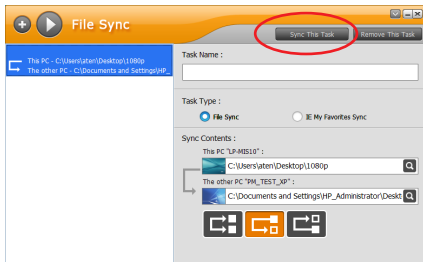 File Sync
Sync This Task
Remove This Task
This PC - C:\Users\aten\Desktop\1080p
The other PC - C:\Documents and Settings\HP_
Task Name :
Task Type :
File Sync
IE My Favorites Sync
Sync Contents :
This PC "LP-MIS10" :
C:\Users\aten\Desktop\1080p
The other PC "PM_TEST_XP" :
C:\Documents and Settings\HP_Administrator\Deskt